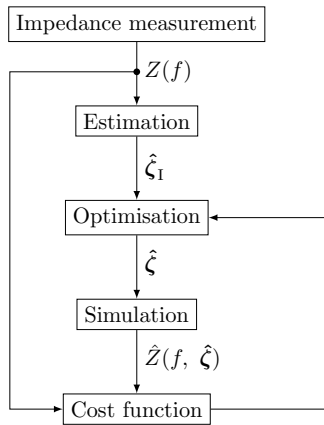 Impedance measurement
Z(f)
Estimation
ζ̂_I
Optimisation
ζ̂
Simulation
Ẑ(f, ζ̂)
Cost function